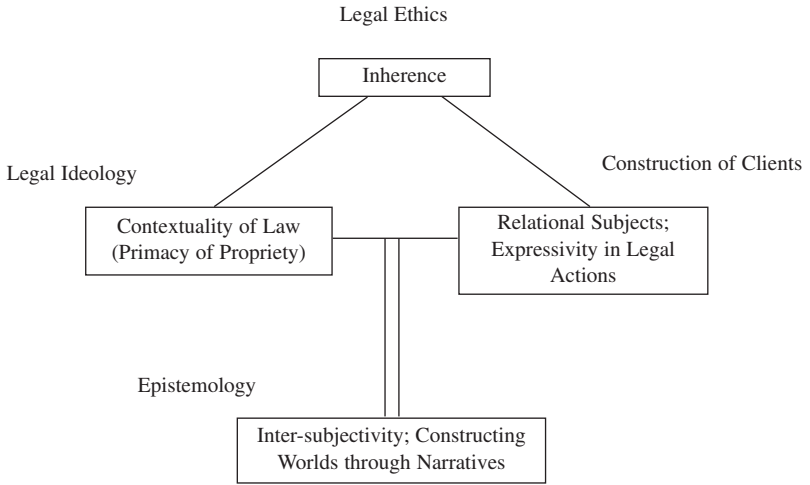 Legal Ethics
Inherence
Legal Ideology
Construction of Clients
Contextuality of Law
(Primacy of Propriety)
Relational Subjects;
Expressivity in Legal
Actions
Epistemology
Inter-subjectivity; Constructing
Worlds through Narratives